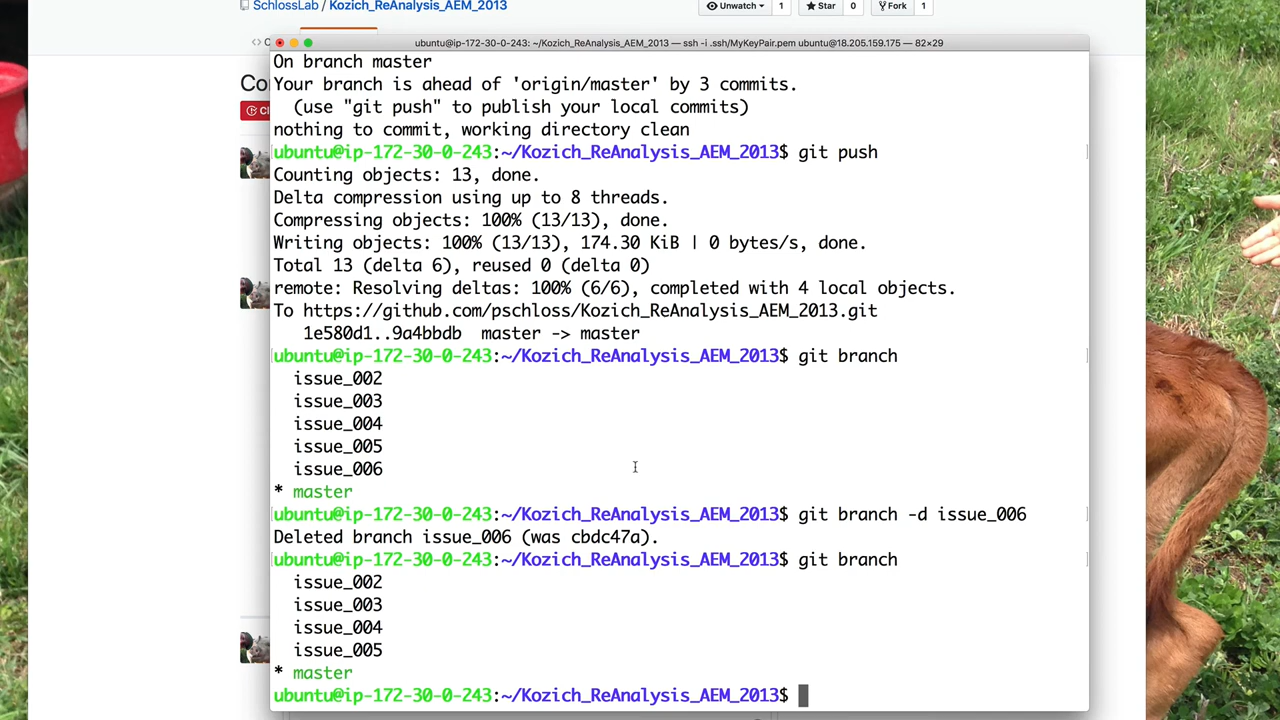 SchlossLab / Kozich_ReAnalysis_AEM_2013
Unwatch 1 Star 0 Fork 1
ubuntu@ip-172-30-0-243: ~/Kozich_ReAnalysis_AEM_2013 — ssh -i .ssh/MyKeyPair.pem ubuntu@18.205.159.175 — 82×29
On branch master
Your branch is ahead of 'origin/master' by 3 commits.
(use "git push" to publish your local commits)
nothing to commit, working directory clean
ubuntu@ip-172-30-0-243:~/Kozich_ReAnalysis_AEM_2013$ git push
Counting objects: 13, done.
Delta compression using up to 8 threads.
Compressing objects: 100% (13/13), done.
Writing objects: 100% (13/13), 174.30 KiB | 0 bytes/s, done.
Total 13 (delta 6), reused 0 (delta 0)
remote: Resolving deltas: 100% (6/6), completed with 4 local objects.
To https://github.com/pschloss/Kozich_ReAnalysis_AEM_2013.git
1e580d1..9a4bbdb  master -> master
ubuntu@ip-172-30-0-243:~/Kozich_ReAnalysis_AEM_2013$ git branch
issue_002
issue_003
issue_004
issue_005
issue_006
* master
ubuntu@ip-172-30-0-243:~/Kozich_ReAnalysis_AEM_2013$ git branch -d issue_006
Deleted branch issue_006 (was cbdc47a).
ubuntu@ip-172-30-0-243:~/Kozich_ReAnalysis_AEM_2013$ git branch
issue_002
issue_003
issue_004
issue_005
* master
ubuntu@ip-172-30-0-243:~/Kozich_ReAnalysis_AEM_2013$